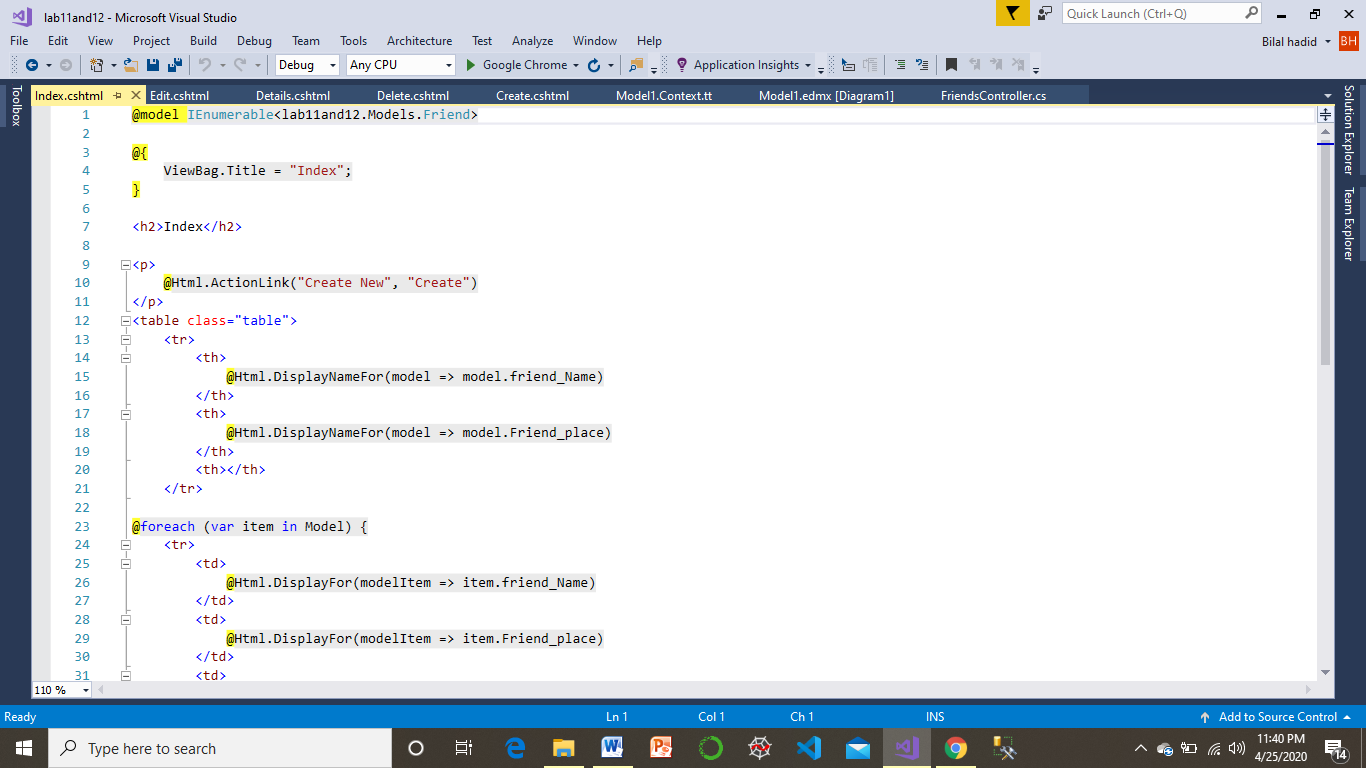 lab11and12 - Microsoft Visual Studio
Quick Launch (Ctrl+Q)
File Edit View Project Build Debug Team Tools Architecture Test Analyze Window Help
Bilal hadid BH
Debug Any CPU Google Chrome Application Insights
Toolbox
Index.cshtml Edit.cshtml Details.cshtml Delete.cshtml Create.cshtml Model1.Context.tt Model1.edmx [Diagram1] FriendsController.cs
Solution Explorer
Team Explorer
1 @model IEnumerable<lab11and12.Models.Friend>
2
3 @{
4 ViewBag.Title = "Index";
5 }
6
7 <h2>Index</h2>
8
9 <p>
10 @Html.ActionLink("Create New", "Create")
11 </p>
12 <table class="table">
13 <tr>
14 <th>
15 @Html.DisplayNameFor(model => model.friend_Name)
16 </th>
17 <th>
18 @Html.DisplayNameFor(model => model.Friend_place)
19 </th>
20 <th></th>
21 </tr>
22
23 @foreach (var item in Model) {
24 <tr>
25 <td>
26 @Html.DisplayFor(modelItem => item.friend_Name)
27 </td>
28 <td>
29 @Html.DisplayFor(modelItem => item.Friend_place)
30 </td>
31 <td>
110 %
Ready Ln 1 Col 1 Ch 1 INS Add to Source Control
Type here to search
11:40 PM
4/25/2020
14